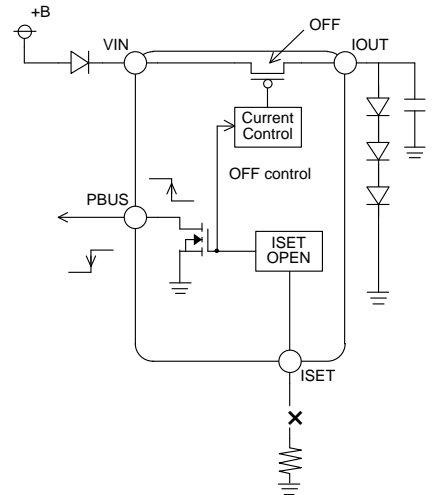 +B
OFF
VIN
IOUT
Current
Control
OFF control
PBUS
ISET
OPEN
ISET